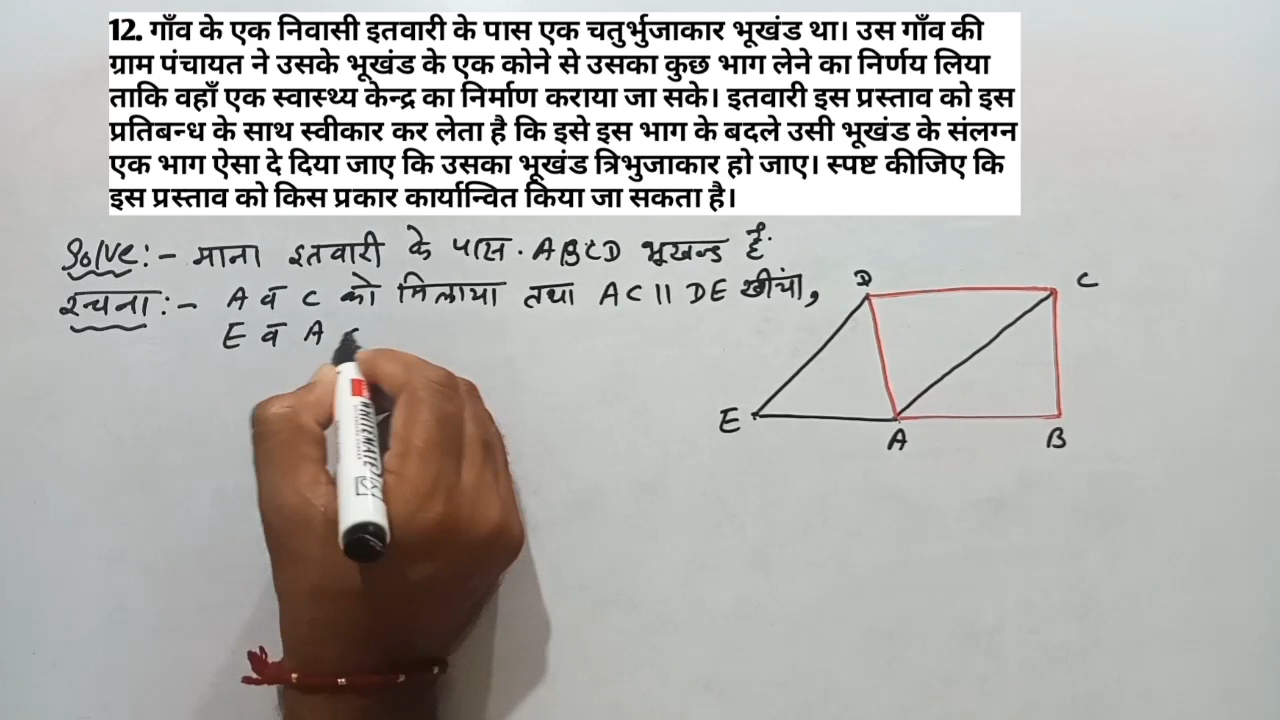 12. गाँव के एक निवासी इतवारी के पास एक चतुर्भुजाकार भूखंड था। उस गाँव की
ग्राम पंचायत ने उसके भूखंड के एक कोने से उसका कुछ भाग लेने का निर्णय लिया
ताकि वहाँ एक स्वास्थ्य केन्द्र का निर्माण कराया जा सके। इतवारी इस प्रस्ताव को इस
प्रतिबन्ध के साथ स्वीकार कर लेता है कि इसे इस भाग के बदले उसी भूखंड के संलग्न
एक भाग ऐसा दे दिया जाए कि उसका भूखंड त्रिभुजाकार हो जाए। स्पष्ट कीजिए कि
इस प्रस्ताव को किस प्रकार कार्यान्वित किया जा सकता है।
Solve:- माना इतवारी के पास ABCD भूखन्ड है.
रचना:- A व C को मिलाया तथा AC || DE खींचां,
E व A
D C
E A B
WHITEMATE